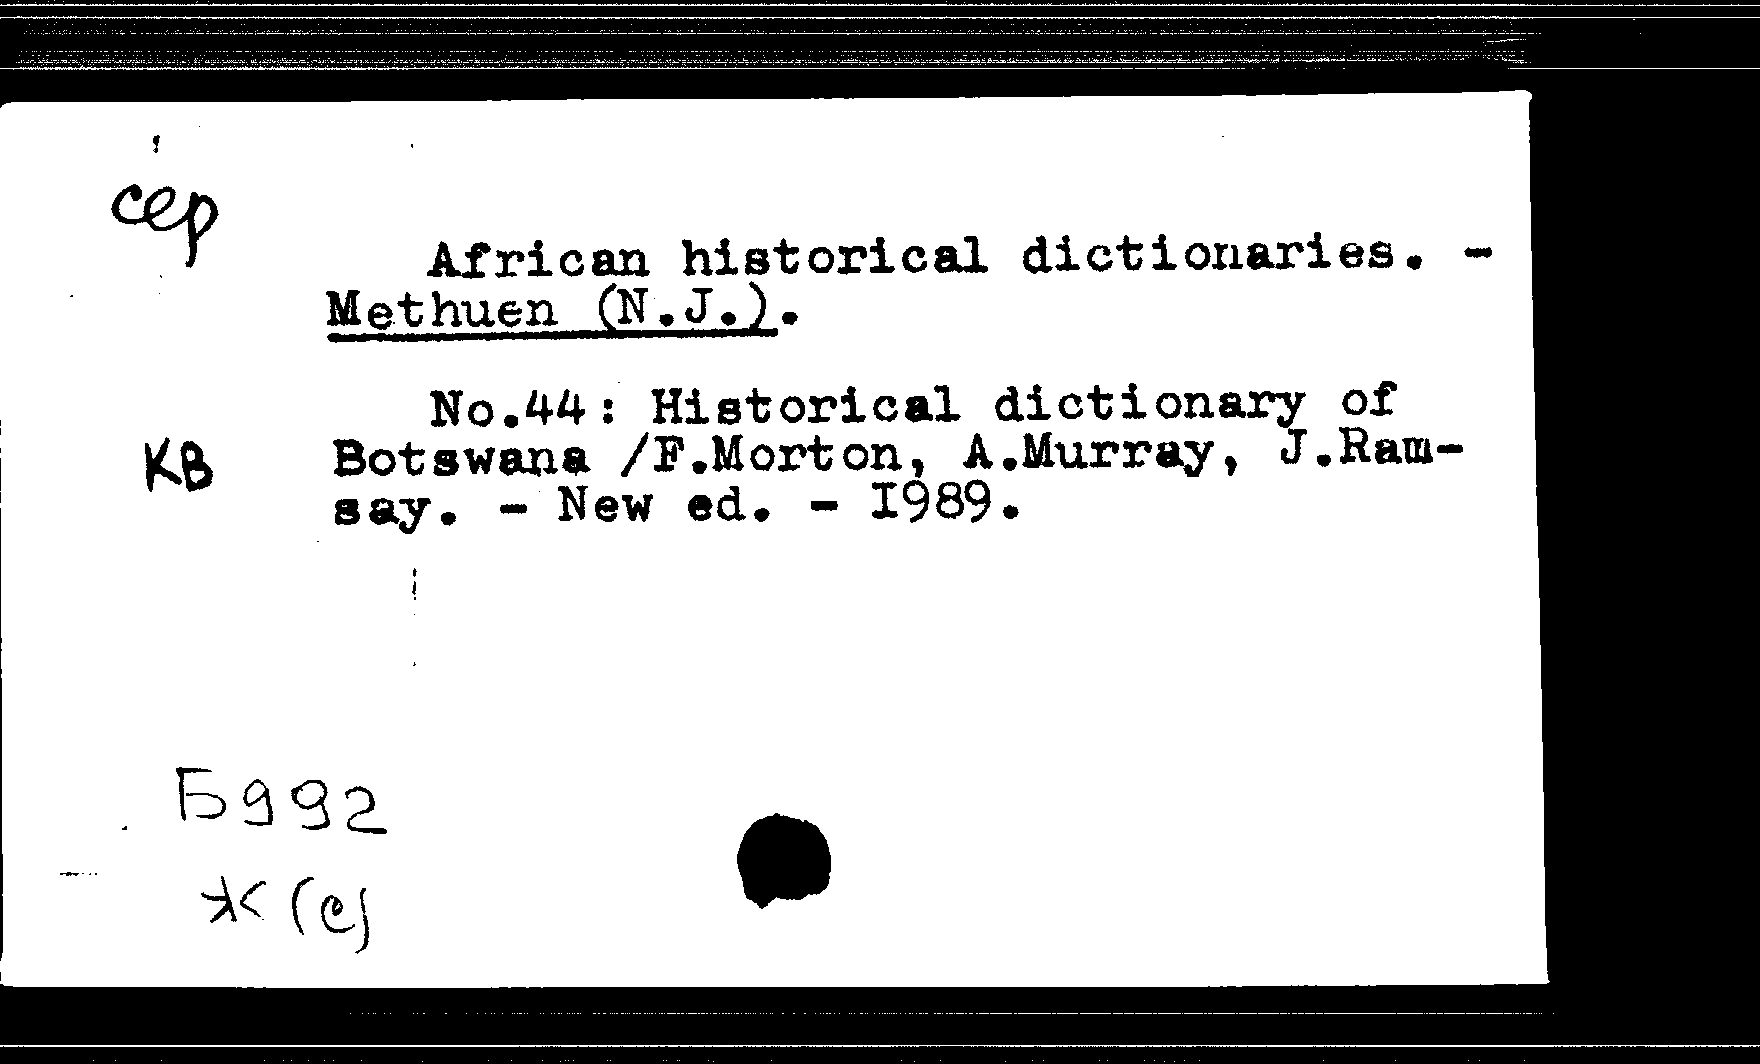 сер
African historical dictionaries. -
Methuen (N.J.).
No.44: Historical dictionary of
КВ Botswana /F.Morton, A.Murray, J.Ram-
say. - New ed. - I989.
Б992
Ж(е)